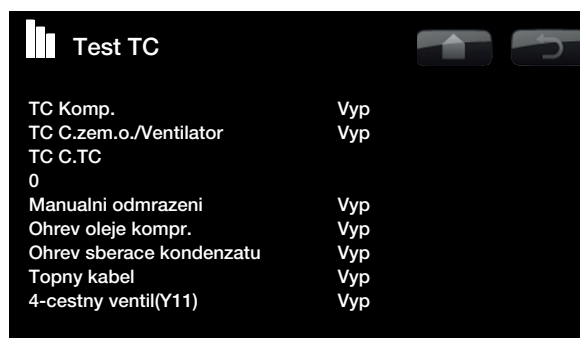 Test TC
TC Komp. Vyp
TC C.zem.o./Ventilator Vyp
TC C.TC
0
Manualni odmrazeni Vyp
Ohrev oleje kompr. Vyp
Ohrev sberace kondenzatu Vyp
Topny kabel Vyp
4-cestny ventil(Y11) Vyp